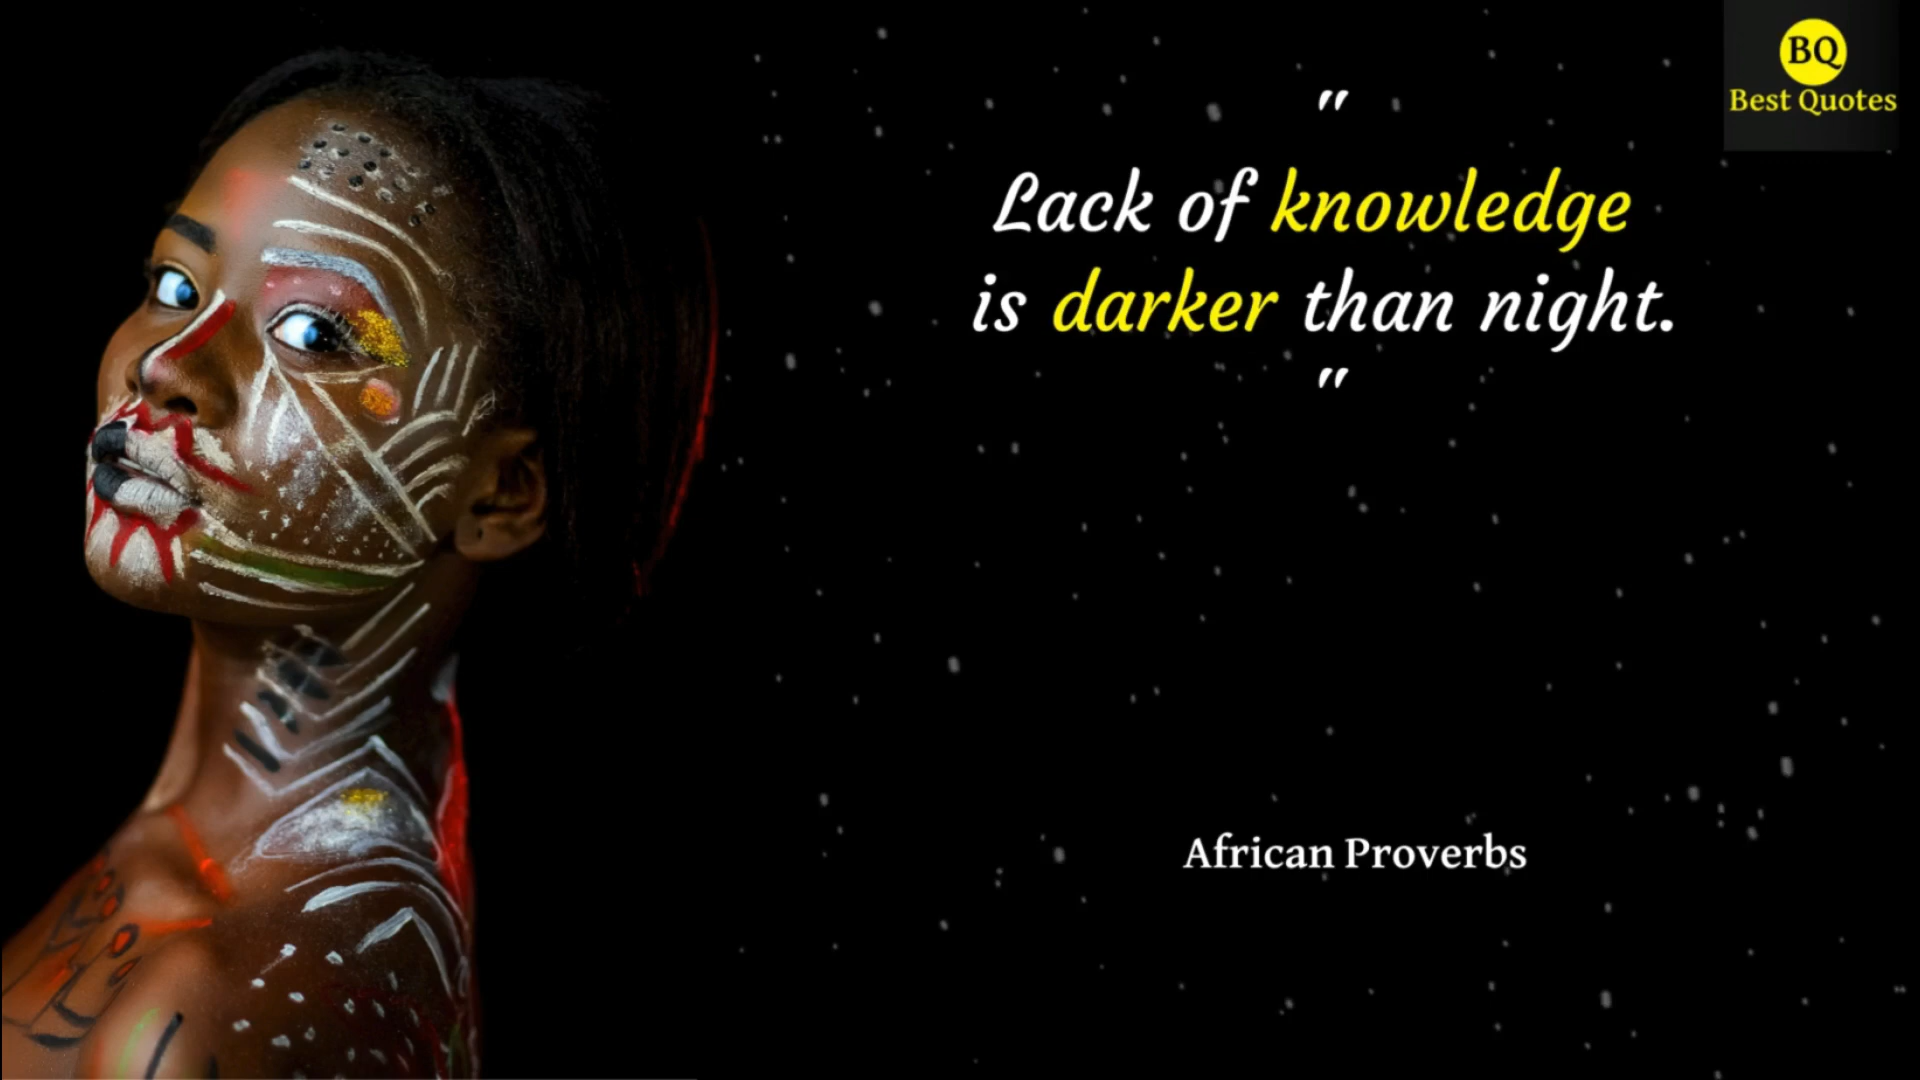 BQ
Best Quotes
"
Lack of knowledge
is darker than night.
"
African Proverbs